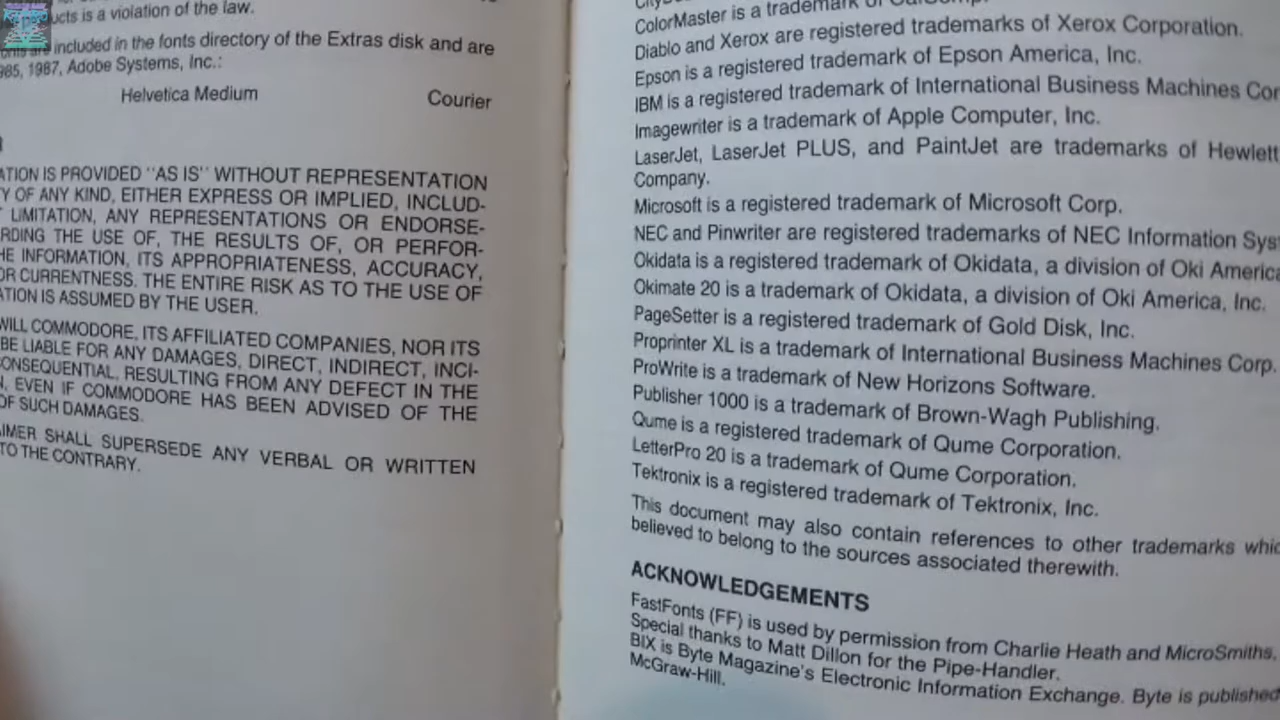 ucts is a violation of the law.
included in the fonts directory of the Extras disk and are
985, 1987, Adobe Systems, Inc.:
Helvetica Medium Courier
ATION IS PROVIDED "AS IS" WITHOUT REPRESENTATION
Y OF ANY KIND, EITHER EXPRESS OR IMPLIED, INCLUD-
LIMITATION, ANY REPRESENTATIONS OR ENDORSE-
RDING THE USE OF, THE RESULTS OF, OR PERFOR-
HE INFORMATION, ITS APPROPRIATENESS, ACCURACY,
OR CURRENTNESS. THE ENTIRE RISK AS TO THE USE OF
ATION IS ASSUMED BY THE USER.
WILL COMMODORE, ITS AFFILIATED COMPANIES, NOR ITS
BE LIABLE FOR ANY DAMAGES, DIRECT, INDIRECT, INCI-
ONSEQUENTIAL, RESULTING FROM ANY DEFECT IN THE
N, EVEN IF COMMODORE HAS BEEN ADVISED OF THE
OF SUCH DAMAGES.
AIMER SHALL SUPERSEDE ANY VERBAL OR WRITTEN
TO THE CONTRARY.
ColorMaster is a trademark of
Diablo and Xerox are registered trademarks of Xerox Corporation.
Epson is a registered trademark of Epson America, Inc.
IBM is a registered trademark of International Business Machines Cor
Imagewriter is a trademark of Apple Computer, Inc.
LaserJet, LaserJet PLUS, and PaintJet are trademarks of Hewlett
Company.
Microsoft is a registered trademark of Microsoft Corp.
NEC and Pinwriter are registered trademarks of NEC Information Sys
Okidata is a registered trademark of Okidata, a division of Oki America
Okimate 20 is a trademark of Okidata, a division of Oki America, Inc.
PageSetter is a registered trademark of Gold Disk, Inc.
Proprinter XL is a trademark of International Business Machines Corp.
ProWrite is a trademark of New Horizons Software.
Publisher 1000 is a trademark of Brown-Wagh Publishing.
Qume is a registered trademark of Qume Corporation.
LetterPro 20 is a trademark of Qume Corporation.
Tektronix is a registered trademark of Tektronix, Inc.
This document may also contain references to other trademarks whic
believed to belong to the sources associated therewith.
ACKNOWLEDGEMENTS
FastFonts (FF) is used by permission from Charlie Heath and MicroSmiths.
Special thanks to Matt Dillon for the Pipe-Handler.
BIX is Byte Magazine's Electronic Information Exchange. Byte is published
McGraw-Hill.